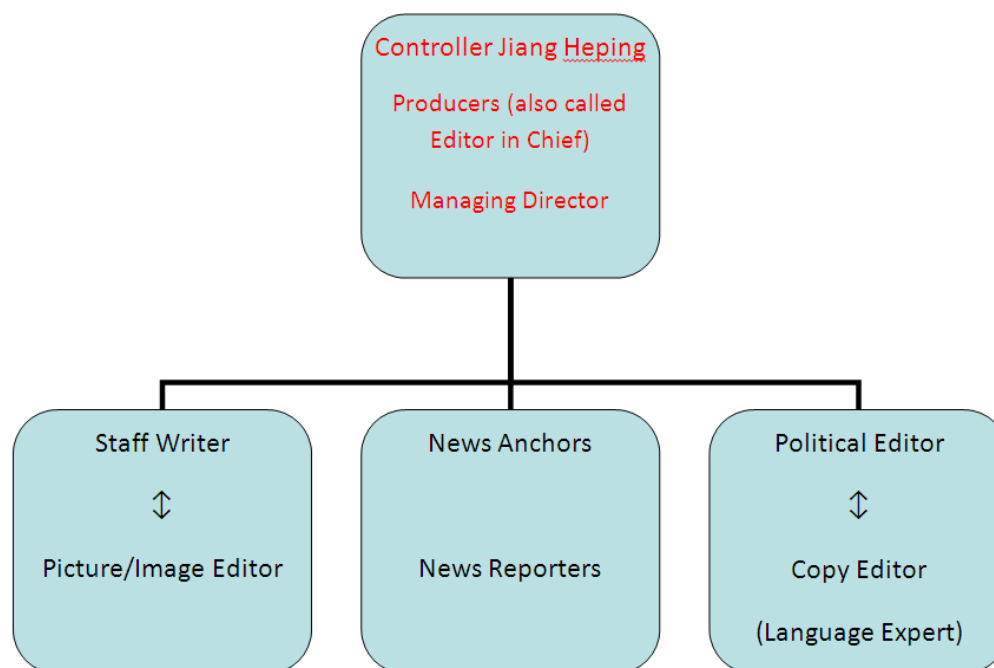 Controller Jiang Heping
Producers (also called
Editor in Chief)
Managing Director
Staff Writer
↕
Picture/Image Editor
News Anchors
News Reporters
Political Editor
↕
Copy Editor
(Language Expert)